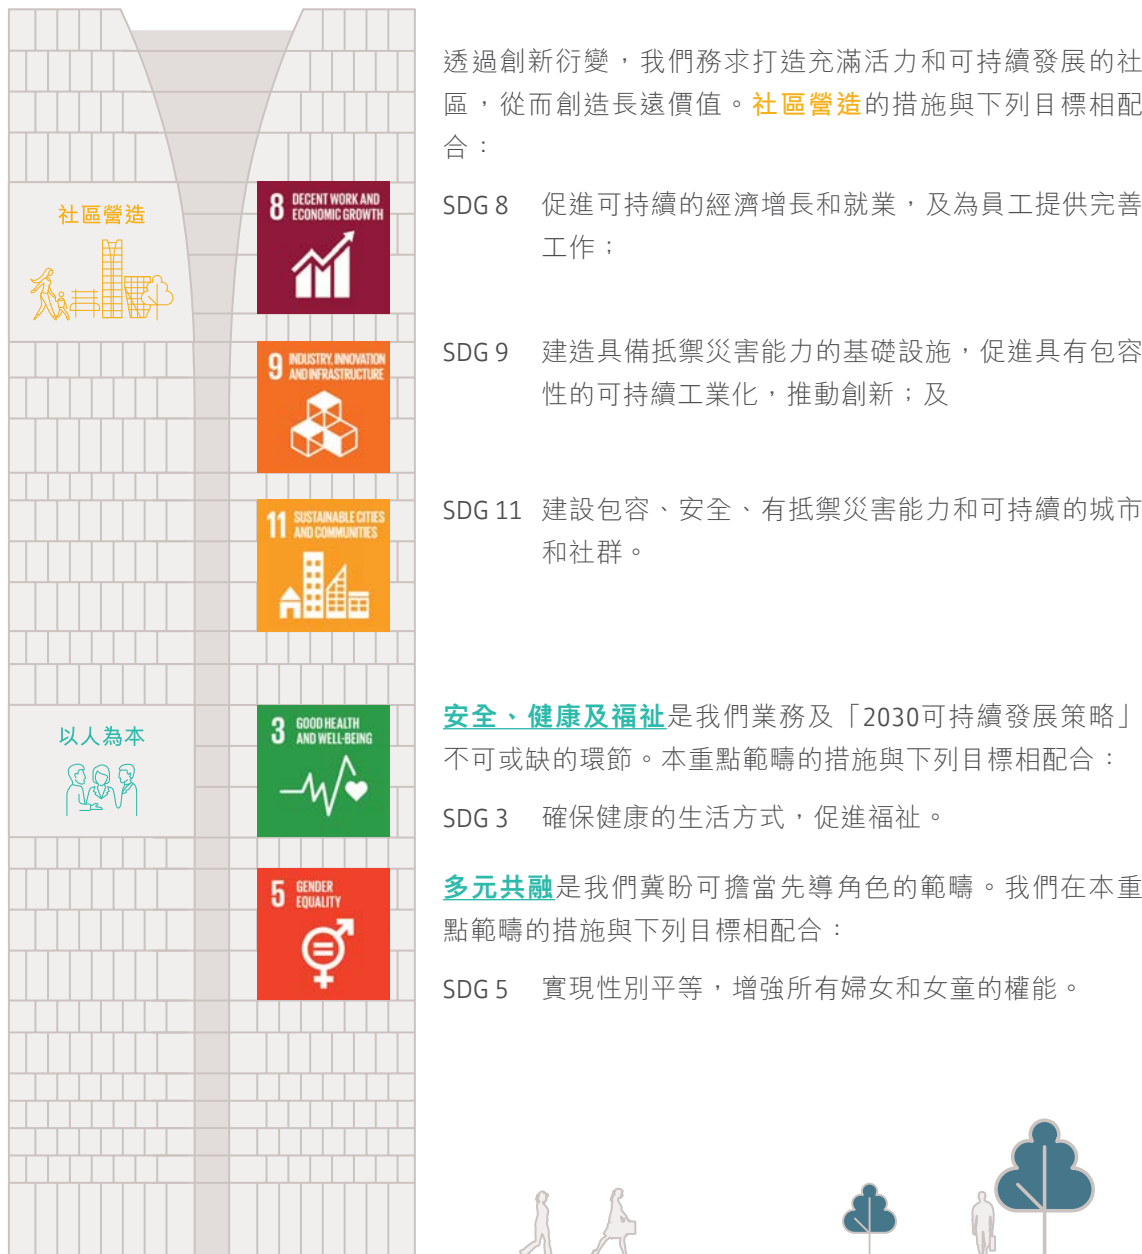 透過創新衍變，我們務求打造充滿活力和可持續發展的社
區，從而創造長遠價值。社區營造的措施與下列目標相配
合：
社區營造
8 DECENT WORK AND
ECONOMIC GROWTH
SDG 8 促進可持續的經濟增長和就業，及為員工提供完善
工作；
9 INDUSTRY, INNOVATION
AND INFRASTRUCTURE
SDG 9 建造具備抵禦災害能力的基礎設施，促進具有包容
性的可持續工業化，推動創新；及
11 SUSTAINABLE CITIES
AND COMMUNITIES
SDG 11 建設包容、安全、有抵禦災害能力和可持續的城市
和社群。
以人為本
3 GOOD HEALTH
AND WELL-BEING
安全、健康及福祉是我們業務及「2030可持續發展策略」
不可或缺的環節。本重點範疇的措施與下列目標相配合：
SDG 3 確保健康的生活方式，促進福祉。
5 GENDER
EQUALITY
多元共融是我們冀盼可擔當先導角色的範疇。我們在本重
點範疇的措施與下列目標相配合：
SDG 5 實現性別平等，增強所有婦女和女童的權能。